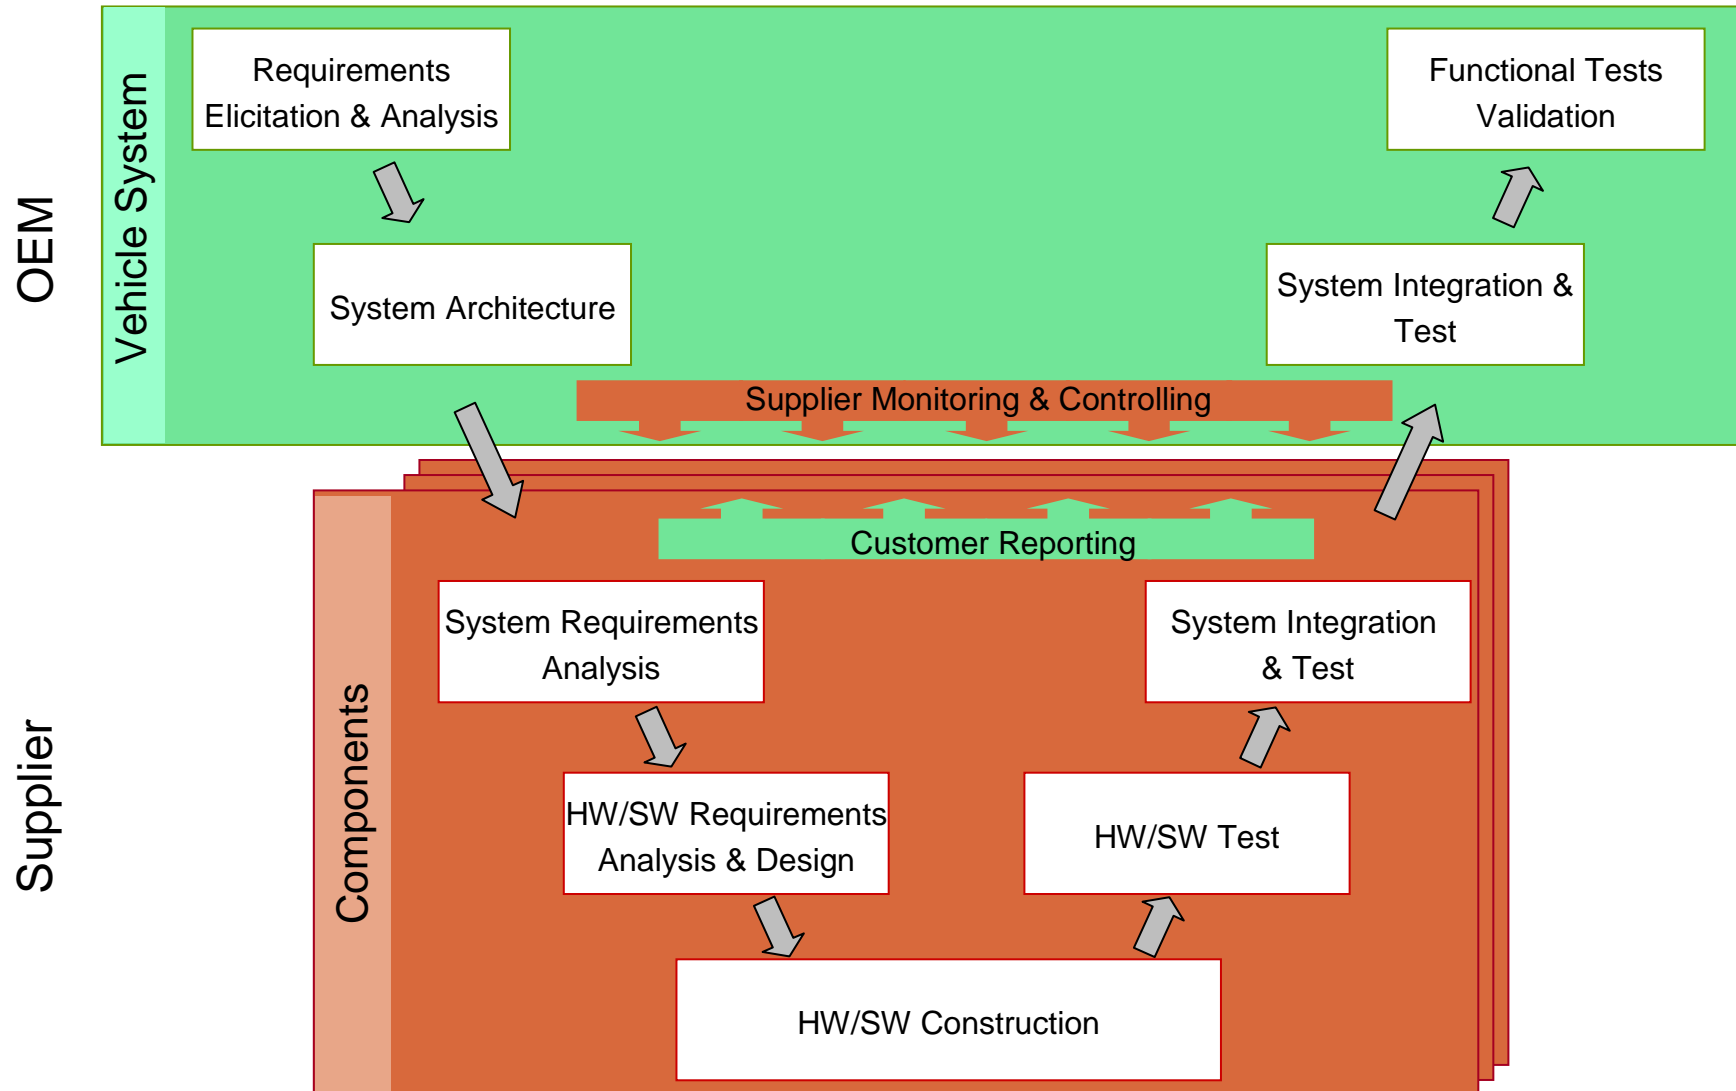 OEM
Vehicle System
Requirements
Elicitation & Analysis
Functional Tests
Validation
System Architecture
System Integration &
Test
Supplier Monitoring & Controlling
Supplier
Components
Customer Reporting
System Requirements
Analysis
System Integration
& Test
HW/SW Requirements
Analysis & Design
HW/SW Test
HW/SW Construction